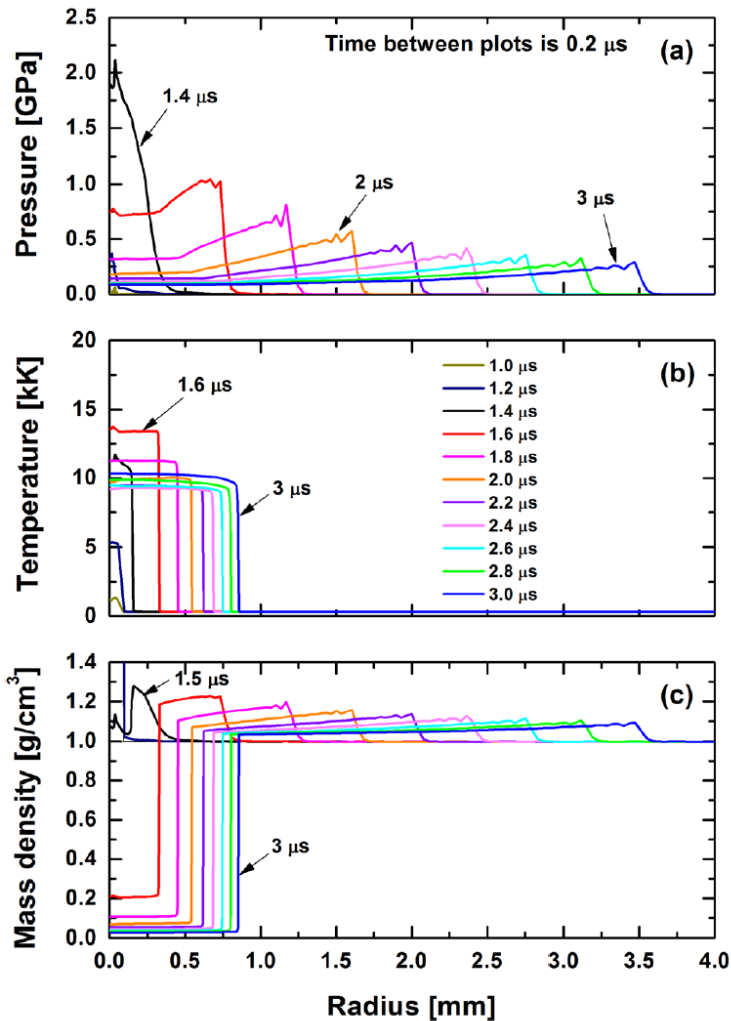 Time between plots is 0.2 µs
(a)
2.5
2.0
1.5
1.0
0.5
0.0
Pressure [GPa]
1.4 µs
2 µs
3 µs
(b)
20
15
10
5
0
Temperature [kK]
1.6 µs
3 µs
1.0 µs
1.2 µs
1.4 µs
1.6 µs
1.8 µs
2.0 µs
2.2 µs
2.4 µs
2.6 µs
2.8 µs
3.0 µs
(c)
1.4
1.2
1.0
0.8
0.6
0.4
0.2
0.0
Mass density [g/cm³]
1.5 µs
3 µs
0.0 0.5 1.0 1.5 2.0 2.5 3.0 3.5 4.0
Radius [mm]